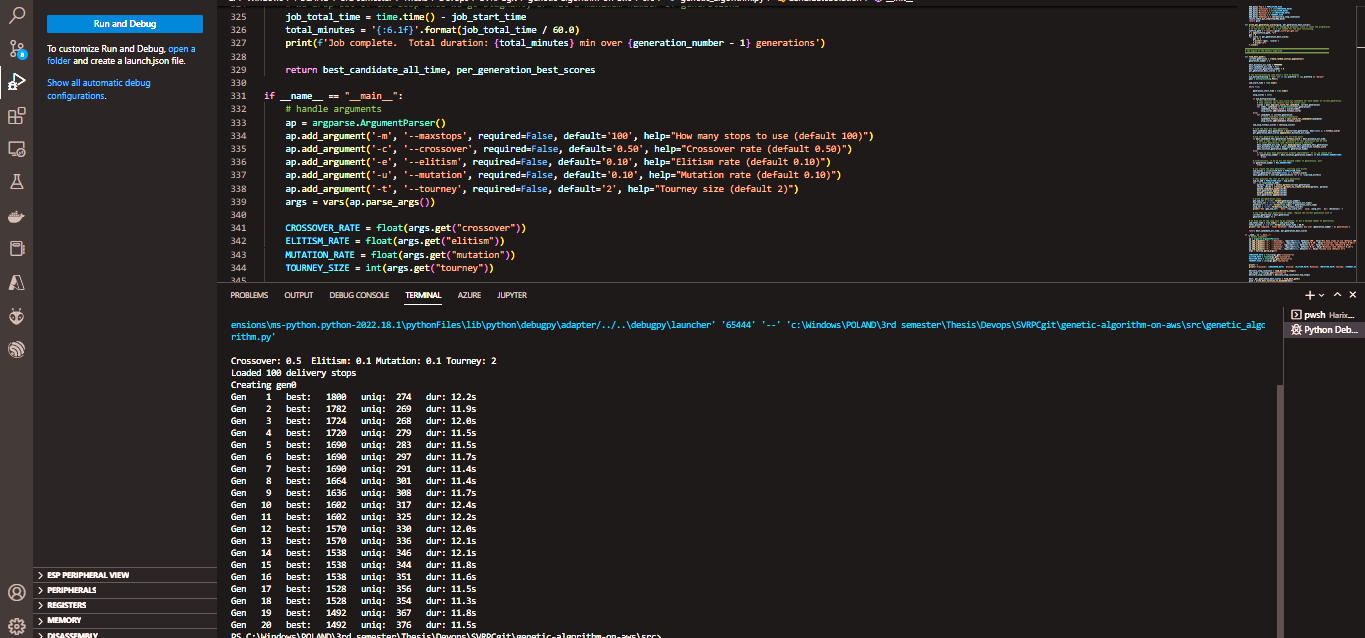 Run and Debug
To customize Run and Debug, open a
folder and create a launch.json file.
Show all automatic debug
configurations.
8
ESP PERIPHERAL VIEW
PERIPHERALS
REGISTERS
MEMORY
DISASSEMBLY
325 job_total_time = time.time() - job_start_time
326 total_minutes = '{:6.1f}'.format(job_total_time / 60.0)
327 print(f'Job complete.  Total duration: {total_minutes} min over {generation_number - 1} generations')
328
329 return best_candidate_all_time, per_generation_best_scores
330
331 if __name__ == "__main__":
332 # handle arguments
333 ap = argparse.ArgumentParser()
334 ap.add_argument('-m', '--maxstops', required=False, default='100', help="How many stops to use (default 100)")
335 ap.add_argument('-c', '--crossover', required=False, default='0.50', help="Crossover rate (default 0.50)")
336 ap.add_argument('-e', '--elitism', required=False, default='0.10', help="Elitism rate (default 0.10)")
337 ap.add_argument('-u', '--mutation', required=False, default='0.10', help="Mutation rate (default 0.10)")
338 ap.add_argument('-t', '--tourney', required=False, default='2', help="Tourney size (default 2)")
339 args = vars(ap.parse_args())
340
341 CROSSOVER_RATE = float(args.get("crossover"))
342 ELITISM_RATE = float(args.get("elitism"))
343 MUTATION_RATE = float(args.get("mutation"))
344 TOURNEY_SIZE = int(args.get("tourney"))
345
PROBLEMS OUTPUT DEBUG CONSOLE TERMINAL AZURE JUPYTER
ensions\ms-python.python-2022.18.1\pythonFiles\lib\python\debugpy\adapter/../..\debugpy\launcher' '65444' '--' 'c:\Windows\POLAND\3rd semester\Thesis\Devops\SVRPCgit\genetic-algorithm-on-aws\src\genetic_algo
rithm.py'
Crossover: 0.5  Elitism: 0.1 Mutation: 0.1 Tourney: 2
Loaded 100 delivery stops
Creating gen0
Gen 1 best: 1800 uniq: 274 dur: 12.2s
Gen 2 best: 1782 uniq: 269 dur: 11.9s
Gen 3 best: 1724 uniq: 268 dur: 12.0s
Gen 4 best: 1720 uniq: 279 dur: 11.5s
Gen 5 best: 1690 uniq: 283 dur: 11.5s
Gen 6 best: 1690 uniq: 297 dur: 11.7s
Gen 7 best: 1690 uniq: 291 dur: 11.4s
Gen 8 best: 1664 uniq: 301 dur: 11.4s
Gen 9 best: 1636 uniq: 308 dur: 11.7s
Gen 10 best: 1602 uniq: 317 dur: 12.4s
Gen 11 best: 1602 uniq: 325 dur: 12.2s
Gen 12 best: 1570 uniq: 330 dur: 12.0s
Gen 13 best: 1570 uniq: 336 dur: 12.1s
Gen 14 best: 1538 uniq: 346 dur: 12.1s
Gen 15 best: 1538 uniq: 344 dur: 11.8s
Gen 16 best: 1538 uniq: 351 dur: 11.6s
Gen 17 best: 1528 uniq: 356 dur: 11.5s
Gen 18 best: 1528 uniq: 354 dur: 11.3s
Gen 19 best: 1492 uniq: 367 dur: 11.8s
Gen 20 best: 1492 uniq: 376 dur: 11.5s
PS C:\Windows\POLAND\3rd semester\Thesis\Devops\SVRPCgit\genetic-algorithm-on-aws\src>
pwsh Harix...
Python Deb...